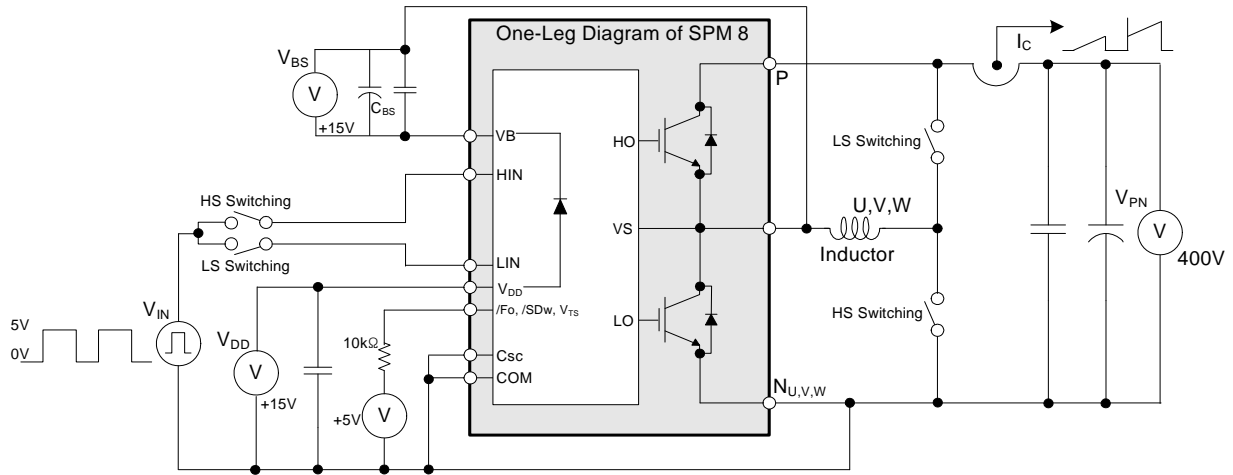 One-Leg Diagram of SPM 8
I_C
V_BS
V
C_BS
+15V
P
VB
HO
LS Switching
HIN
HS Switching
U,V,W
V_PN
VS
V
Inductor
400V
LS Switching
LIN
V_DD
/Fo, /SDw, V_TS
V_IN
LO
HS Switching
5V
0V
V_DD
10kΩ
V
Csc
COM
N_U,V,W
+15V
V
+5V